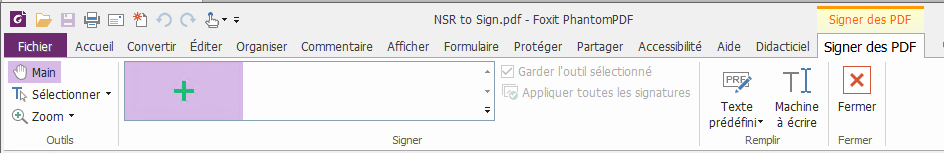 NSR to Sign.pdf - Foxit PhantomPDF
Signer des PDF
Fichier Accueil Convertir Éditer Organiser Commentaire Afficher Formulaire Protéger Partager Accessibilité Aide Didacticiel Signer des PDF
Main
Sélectionner
Zoom
Outils
Garder l'outil sélectionné
Appliquer toutes les signatures
Signer
PRF
Texte
prédéfini
Machine
à écrire
Remplir
Fermer
Fermer